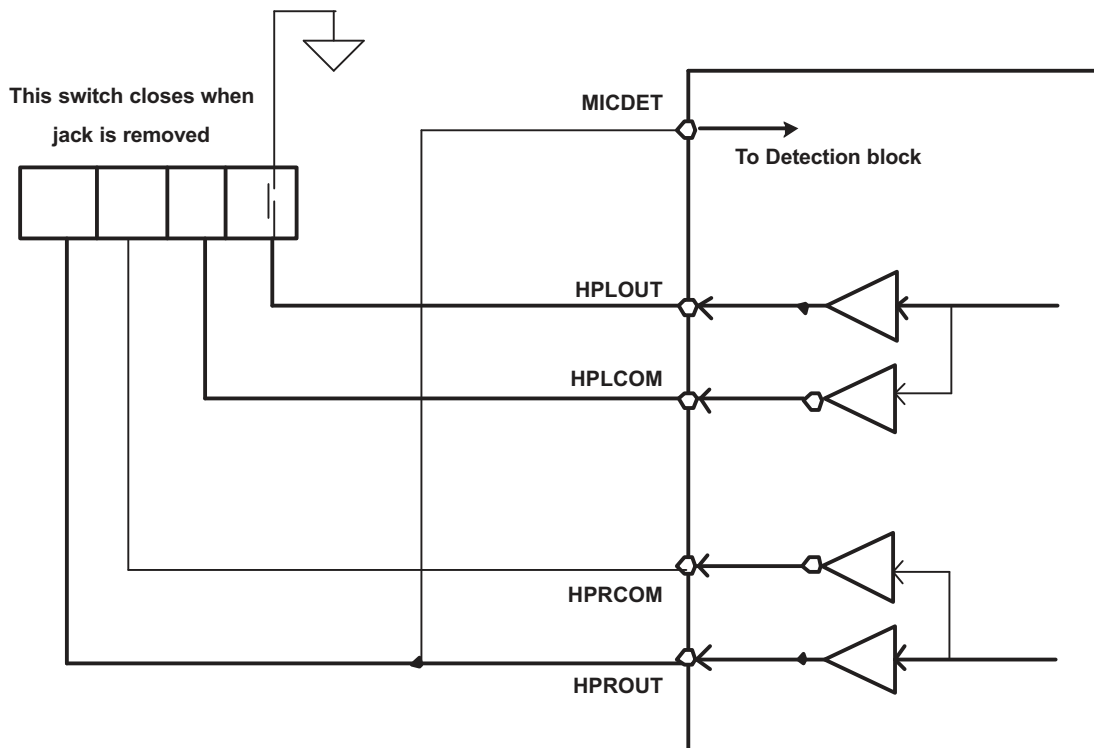 This switch closes when
jack is removed
MICDET
To Detection block
HPLOUT
HPLCOM
HPRCOM
HPROUT